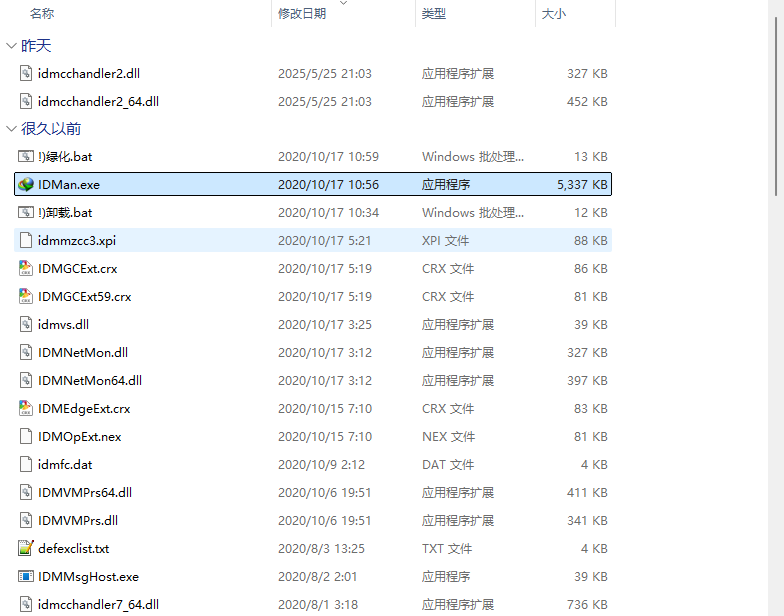 名称 修改日期 类型 大小
昨天
idmcchandler2.dll 2025/5/25 21:03 应用程序扩展 327 KB
idmcchandler2_64.dll 2025/5/25 21:03 应用程序扩展 452 KB
很久以前
!)绿化.bat 2020/10/17 10:59 Windows 批处理... 13 KB
IDMan.exe 2020/10/17 10:56 应用程序 5,337 KB
!)卸载.bat 2020/10/17 10:34 Windows 批处理... 12 KB
idmmzcc3.xpi 2020/10/17 5:21 XPI 文件 88 KB
IDMGCExt.crx 2020/10/17 5:19 CRX 文件 86 KB
IDMGCExt59.crx 2020/10/17 5:19 CRX 文件 81 KB
idmvs.dll 2020/10/17 3:25 应用程序扩展 39 KB
IDMNetMon.dll 2020/10/17 3:12 应用程序扩展 327 KB
IDMNetMon64.dll 2020/10/17 3:12 应用程序扩展 397 KB
IDMEdgeExt.crx 2020/10/15 7:10 CRX 文件 83 KB
IDMOpExt.nex 2020/10/15 7:10 NEX 文件 81 KB
idmfc.dat 2020/10/9 2:12 DAT 文件 4 KB
IDMVMPrs64.dll 2020/10/6 19:51 应用程序扩展 411 KB
IDMVMPrs.dll 2020/10/6 19:51 应用程序扩展 341 KB
defexclist.txt 2020/8/3 13:25 TXT 文件 4 KB
IDMMsgHost.exe 2020/8/2 2:01 应用程序 39 KB
idmcchandler7_64.dll 2020/8/1 3:18 应用程序扩展 736 KB